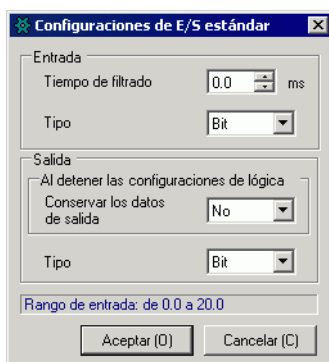 Configuraciones de E/S estándar
Entrada
Tiempo de filtrado
0.0
ms
Tipo
Bit
Salida
Al detener las configuraciones de lógica
Conservar los datos
de salida
No
Tipo
Bit
Rango de entrada: de 0.0 a 20.0
Aceptar (O)
Cancelar (C)